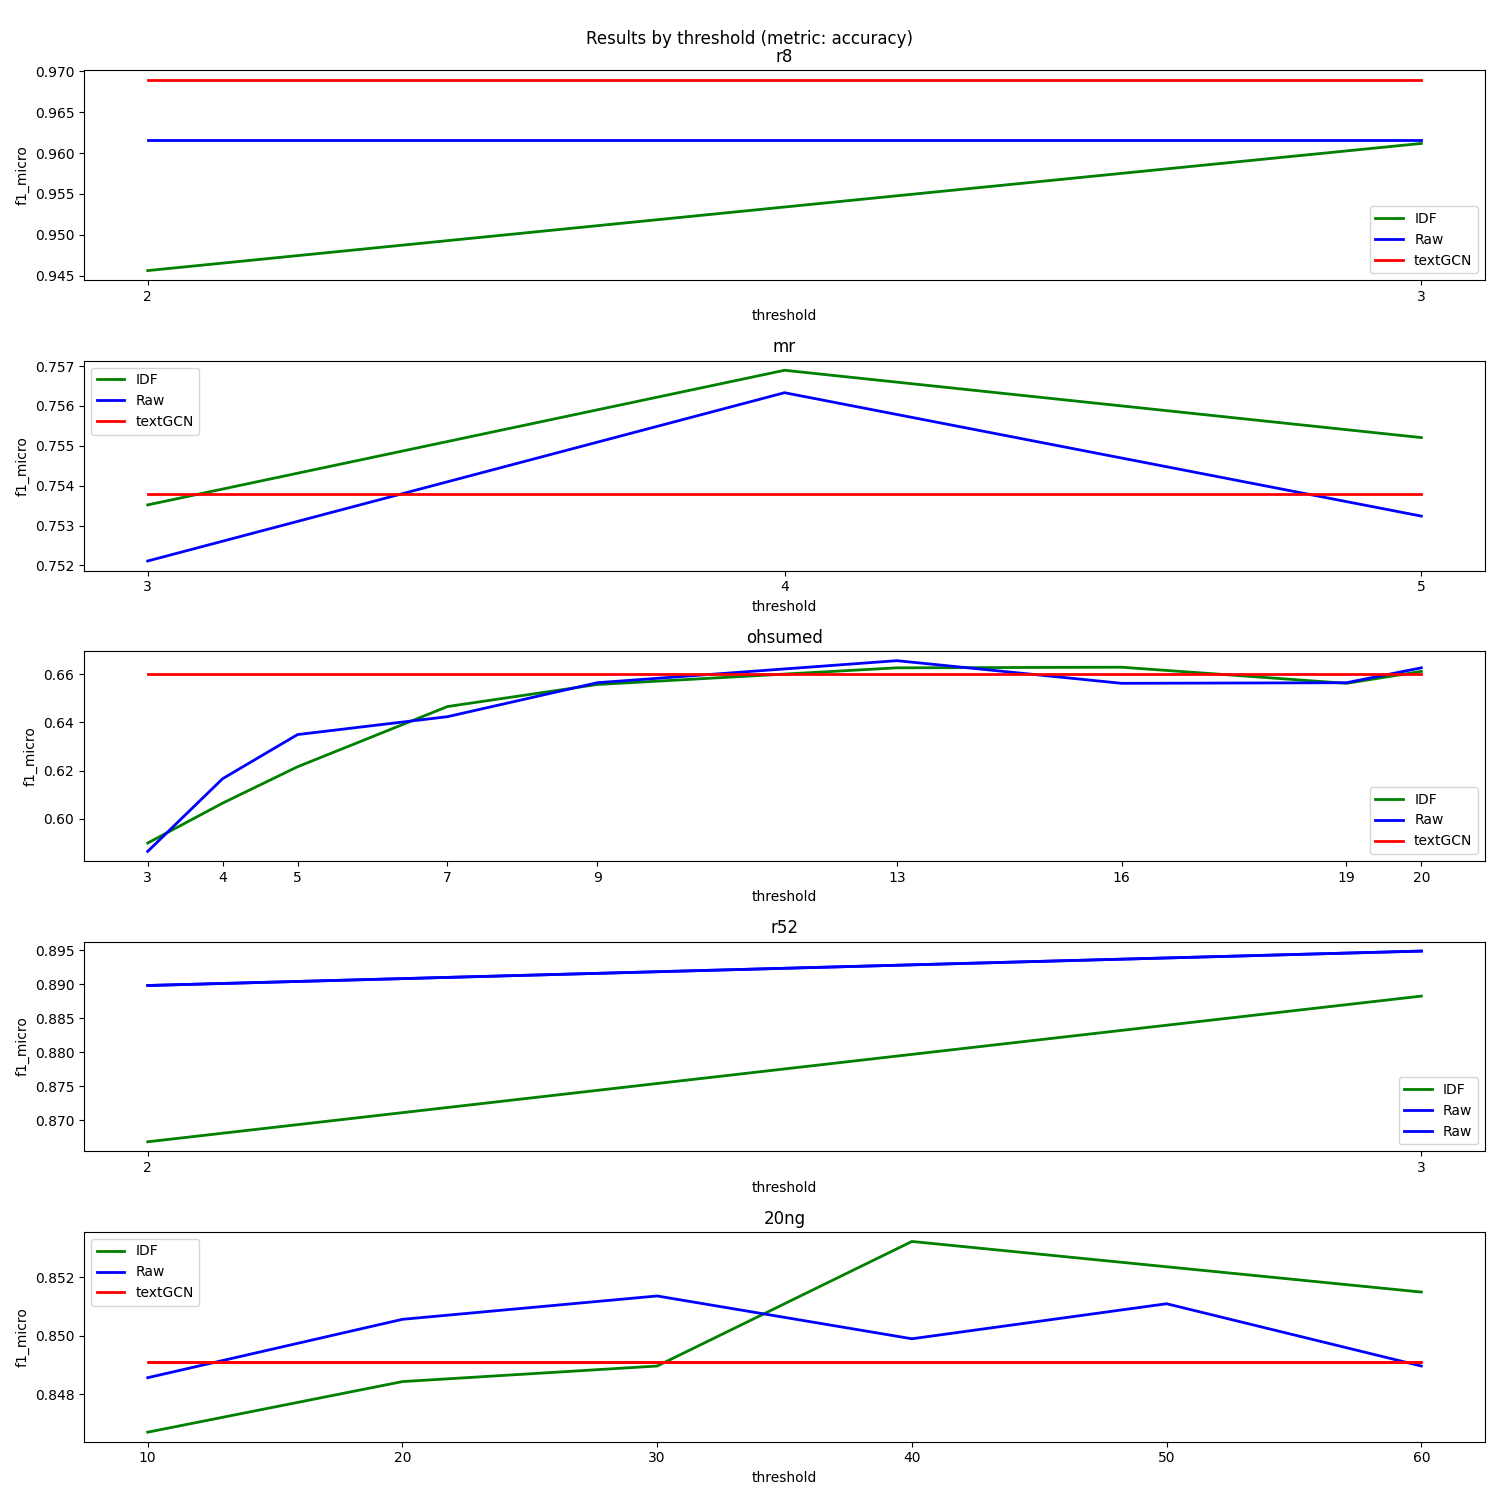 Results by threshold (metric: accuracy)
r8
0.970
0.965
0.960
0.955
0.950
0.945
f1_micro
IDF
Raw
textGCN
2
3
threshold
mr
0.757
0.756
0.755
0.754
0.753
0.752
f1_micro
IDF
Raw
textGCN
3
4
5
threshold
ohsumed
0.66
0.64
0.62
0.60
f1_micro
IDF
Raw
textGCN
3
4
5
7
9
13
16
19
20
threshold
r52
0.895
0.890
0.885
0.880
0.875
0.870
f1_micro
IDF
Raw
Raw
2
3
threshold
20ng
0.852
0.850
0.848
f1_micro
IDF
Raw
textGCN
10
20
30
40
50
60
threshold